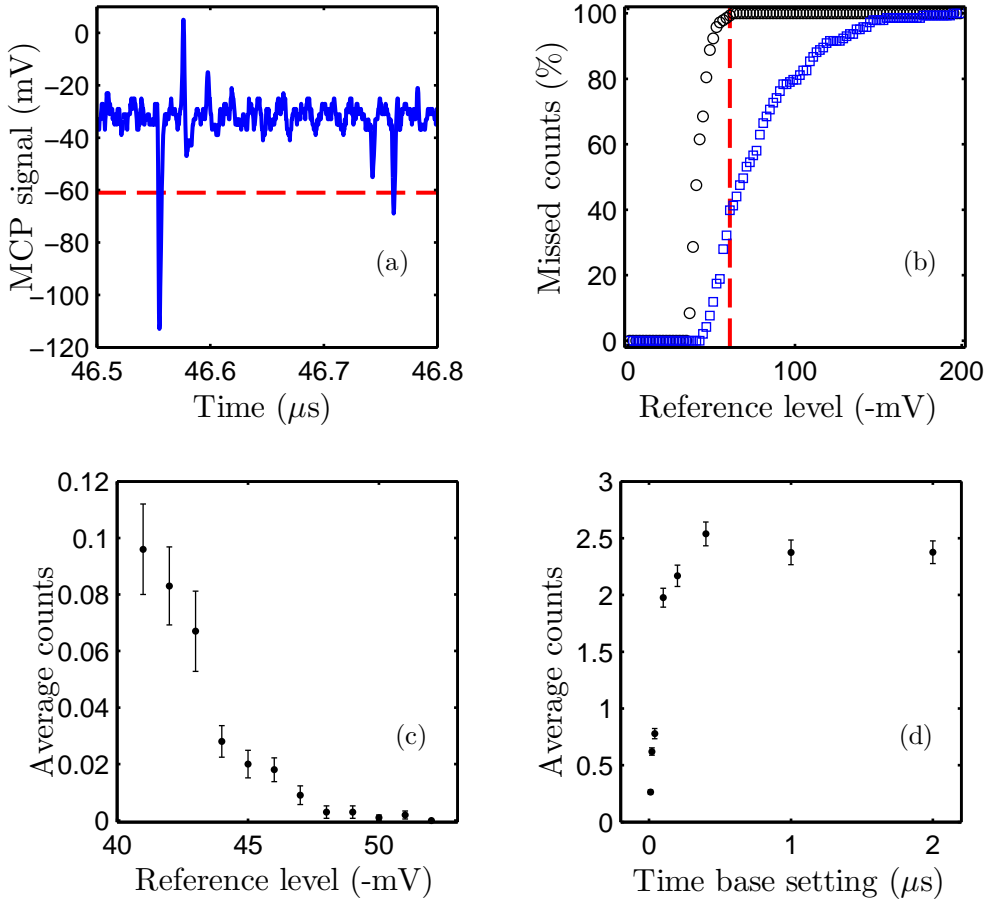 0
−20
−40
−60
−80
−100
−120
46.5 46.6 46.7 46.8
MCP signal (mV)
Time (μs)
(a)
100
80
60
40
20
0
0 100 200
Missed counts (%)
Reference level (-mV)
(b)
0.12
0.1
0.08
0.06
0.04
0.02
0
40 45 50
Average counts
Reference level (-mV)
(c)
3
2.5
2
1.5
1
0.5
0
0 1 2
Average counts
Time base setting (μs)
(d)